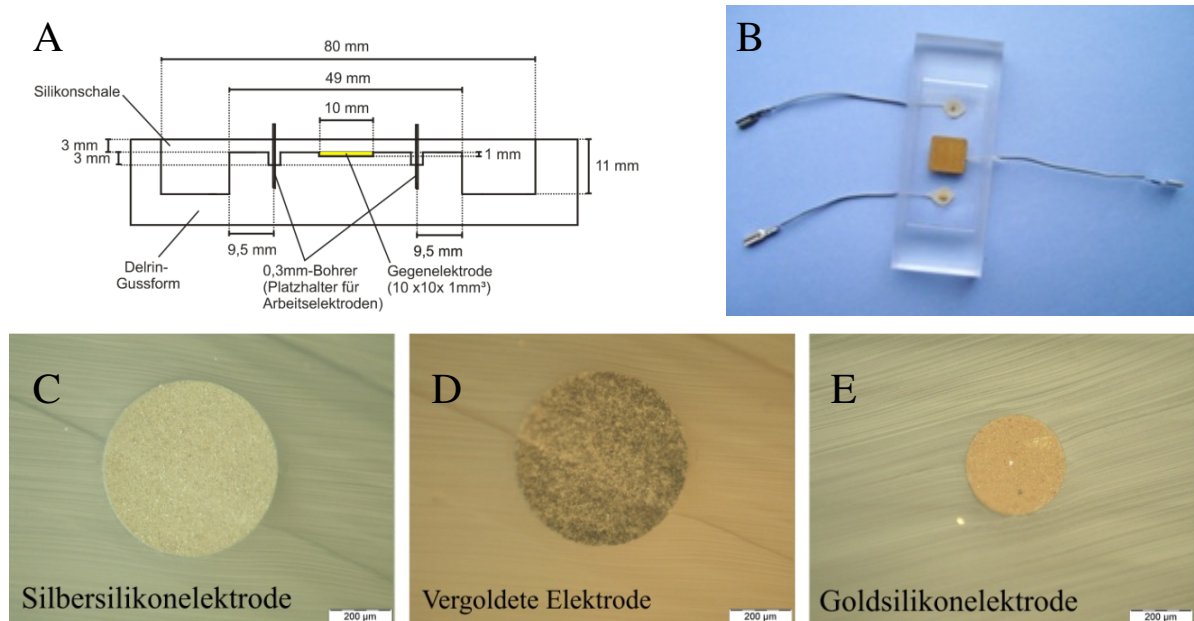 A
80 mm
49 mm
Silikonschale
10 mm
3 mm
3 mm
1 mm
11 mm
9,5 mm
9,5 mm
Delrin-
Gussform
0,3mm-Bohrer
(Platzhalter für
Arbeitselektroden)
Gegenelektrode
(10 x10x 1mm³)
B
C
Silbersilikonelektrode
200 µm
D
Vergoldete Elektrode
200 µm
E
Goldsilikonelektrode
200 µm